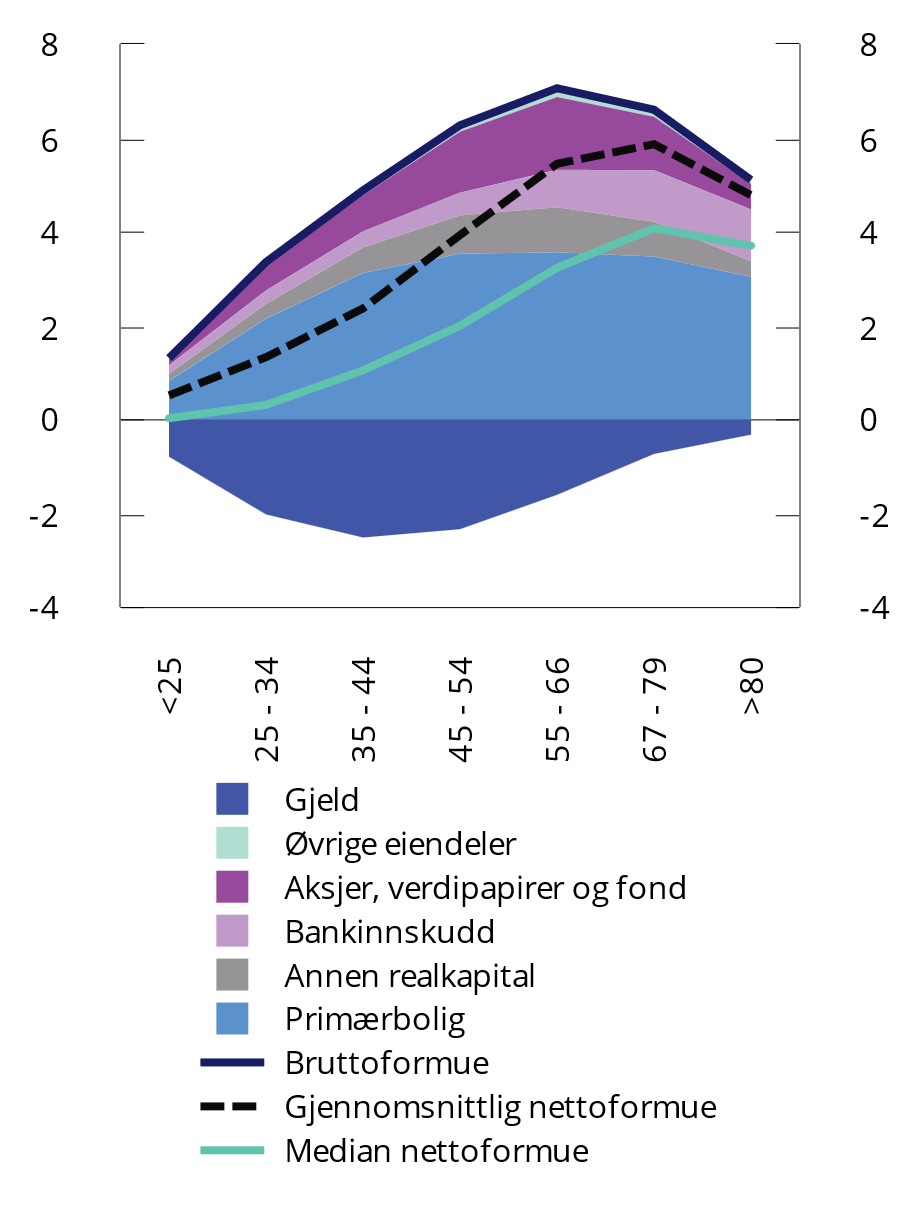 8 8
6 6
4 4
2 2
0 0
-2 -2
-4 -4
<25 25 - 34 35 - 44 45 - 54 55 - 66 67 - 79 >80
Gjeld
Øvrige eiendeler
Aksjer, verdipapirer og fond
Bankinnskudd
Annen realkapital
Primærbolig
Bruttoformue
Gjennomsnittlig nettoformue
Median nettoformue